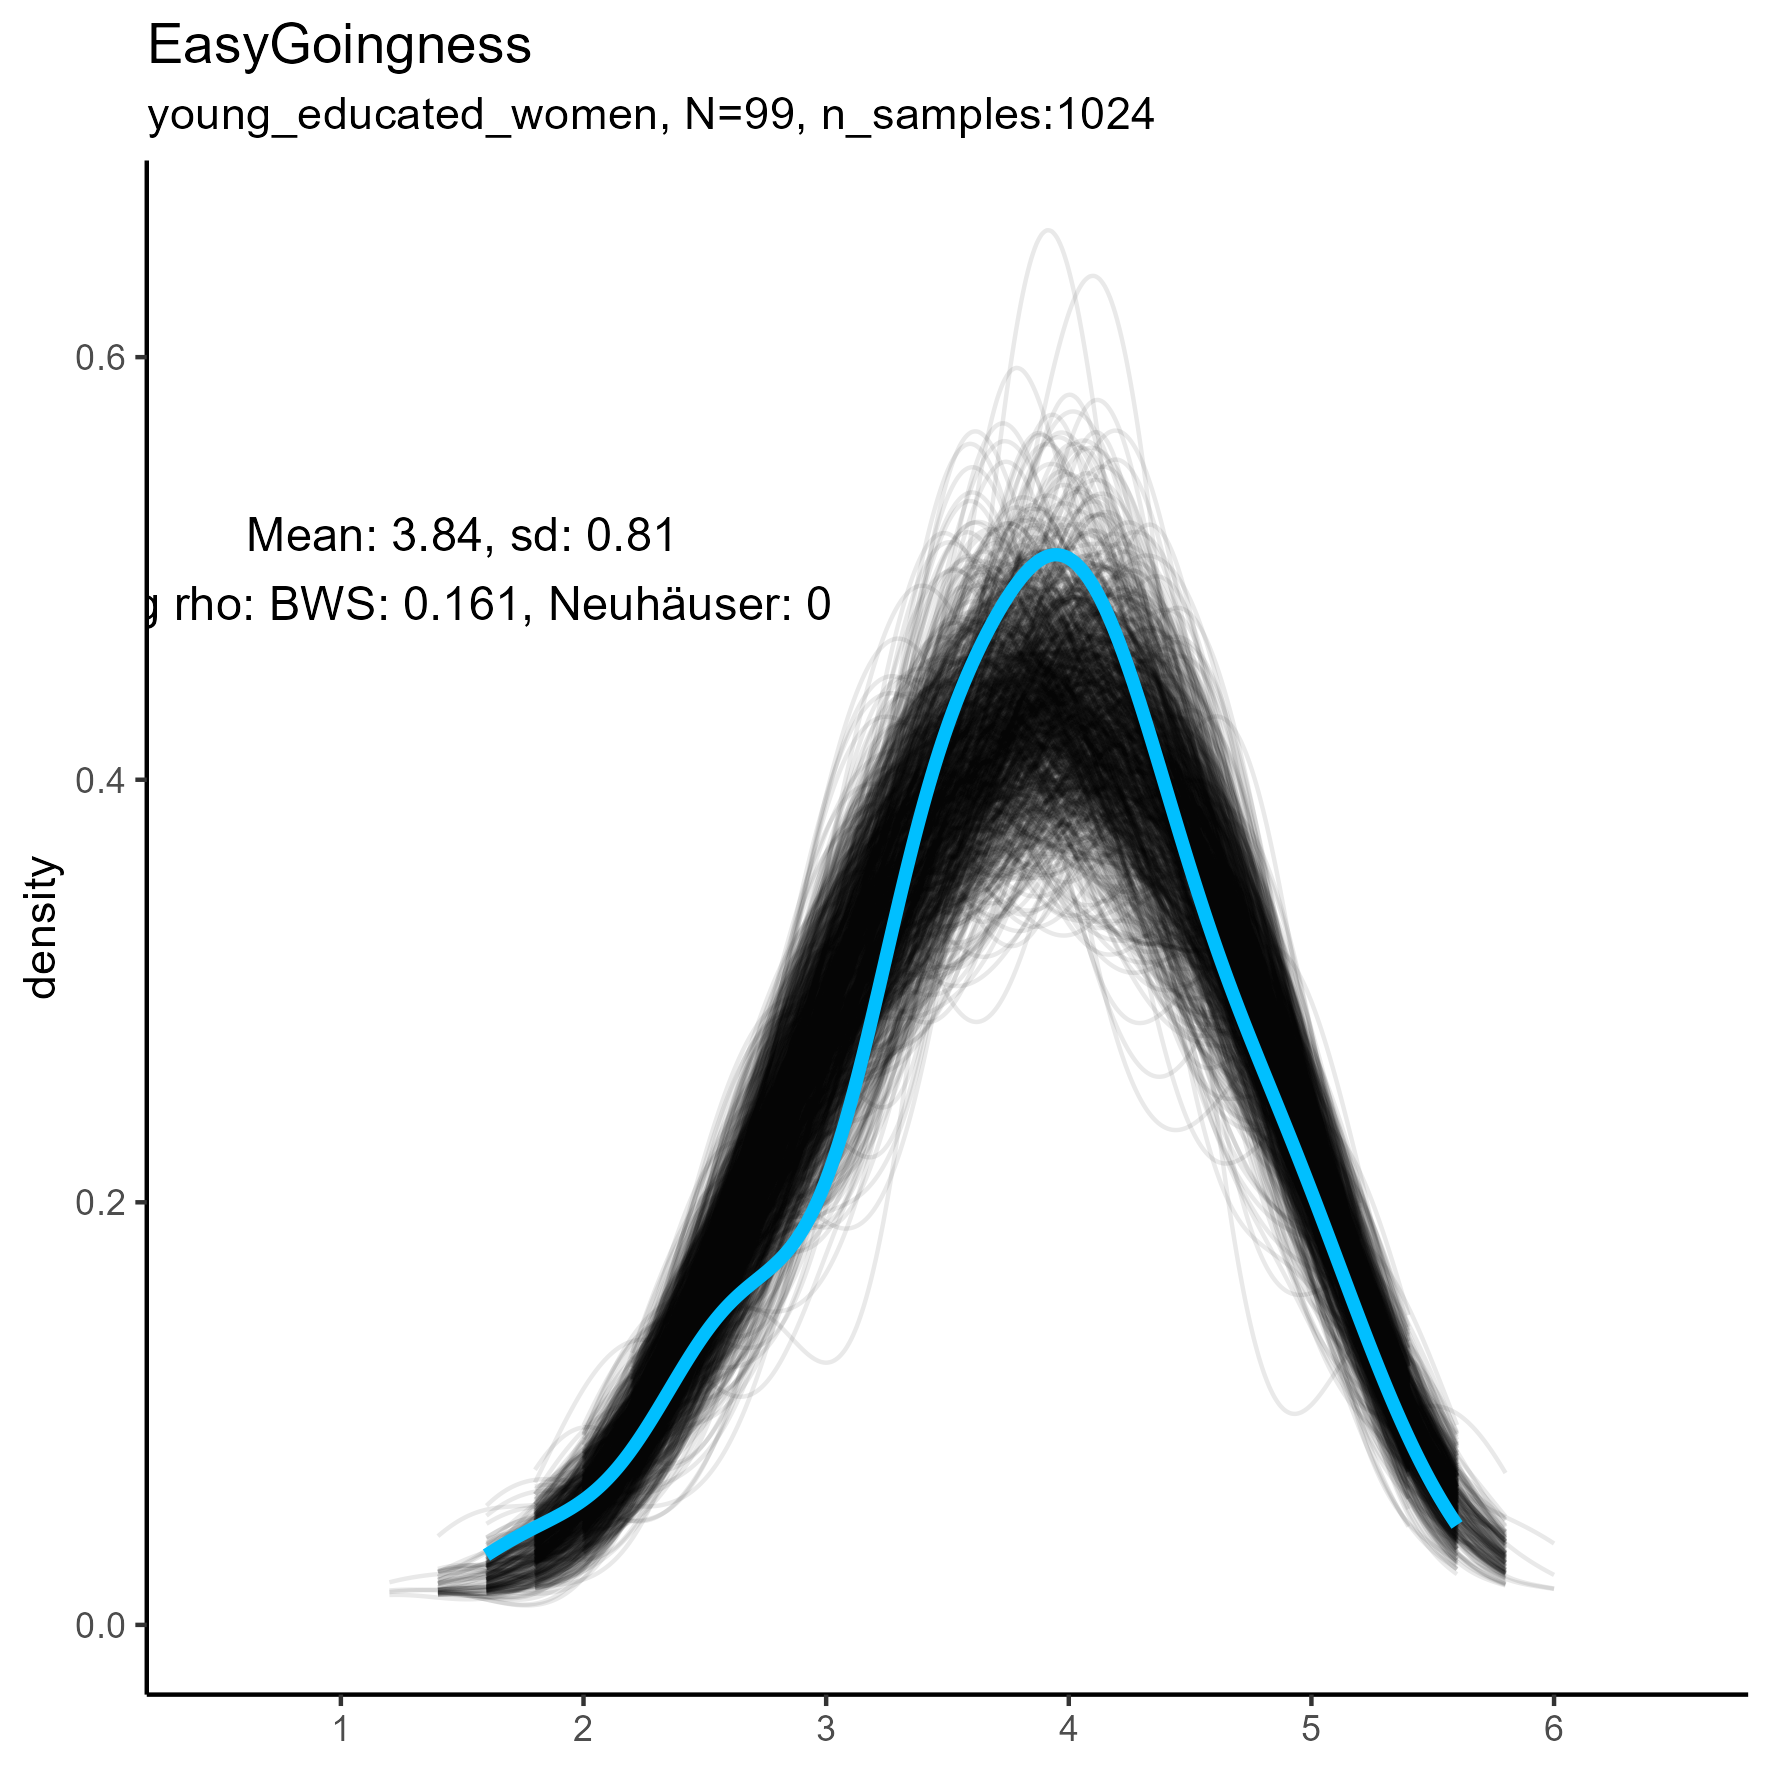 EasyGoingness
young_educated_women, N=99, n_samples:1024
0.6
Mean: 3.84, sd: 0.81
g rho: BWS: 0.161, Neuhäuser: 0
0.4
density
0.2
0.0
1 2 3 4 5 6